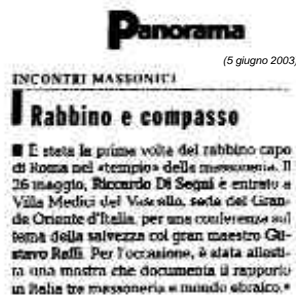 Panorama
(5 giugno 2003)
INCONTRI MASSONICI
Rabbino e compasso
È stata la prima volta del rabbino capo
di Roma nel «tempio» della massoneria. Il
26 maggio, Riccardo Di Segni è entrato a
Villa Medici del Vascello, sede del Gran-
de Oriente d'Italia, per una conferenza sul
tema della salvezza col gran maestro Gu-
stavo Raffi. Per l'occasione, è stata allesti-
ta una mostra che documenta il rapporto
in Italia tra massoneria e mondo ebraico.